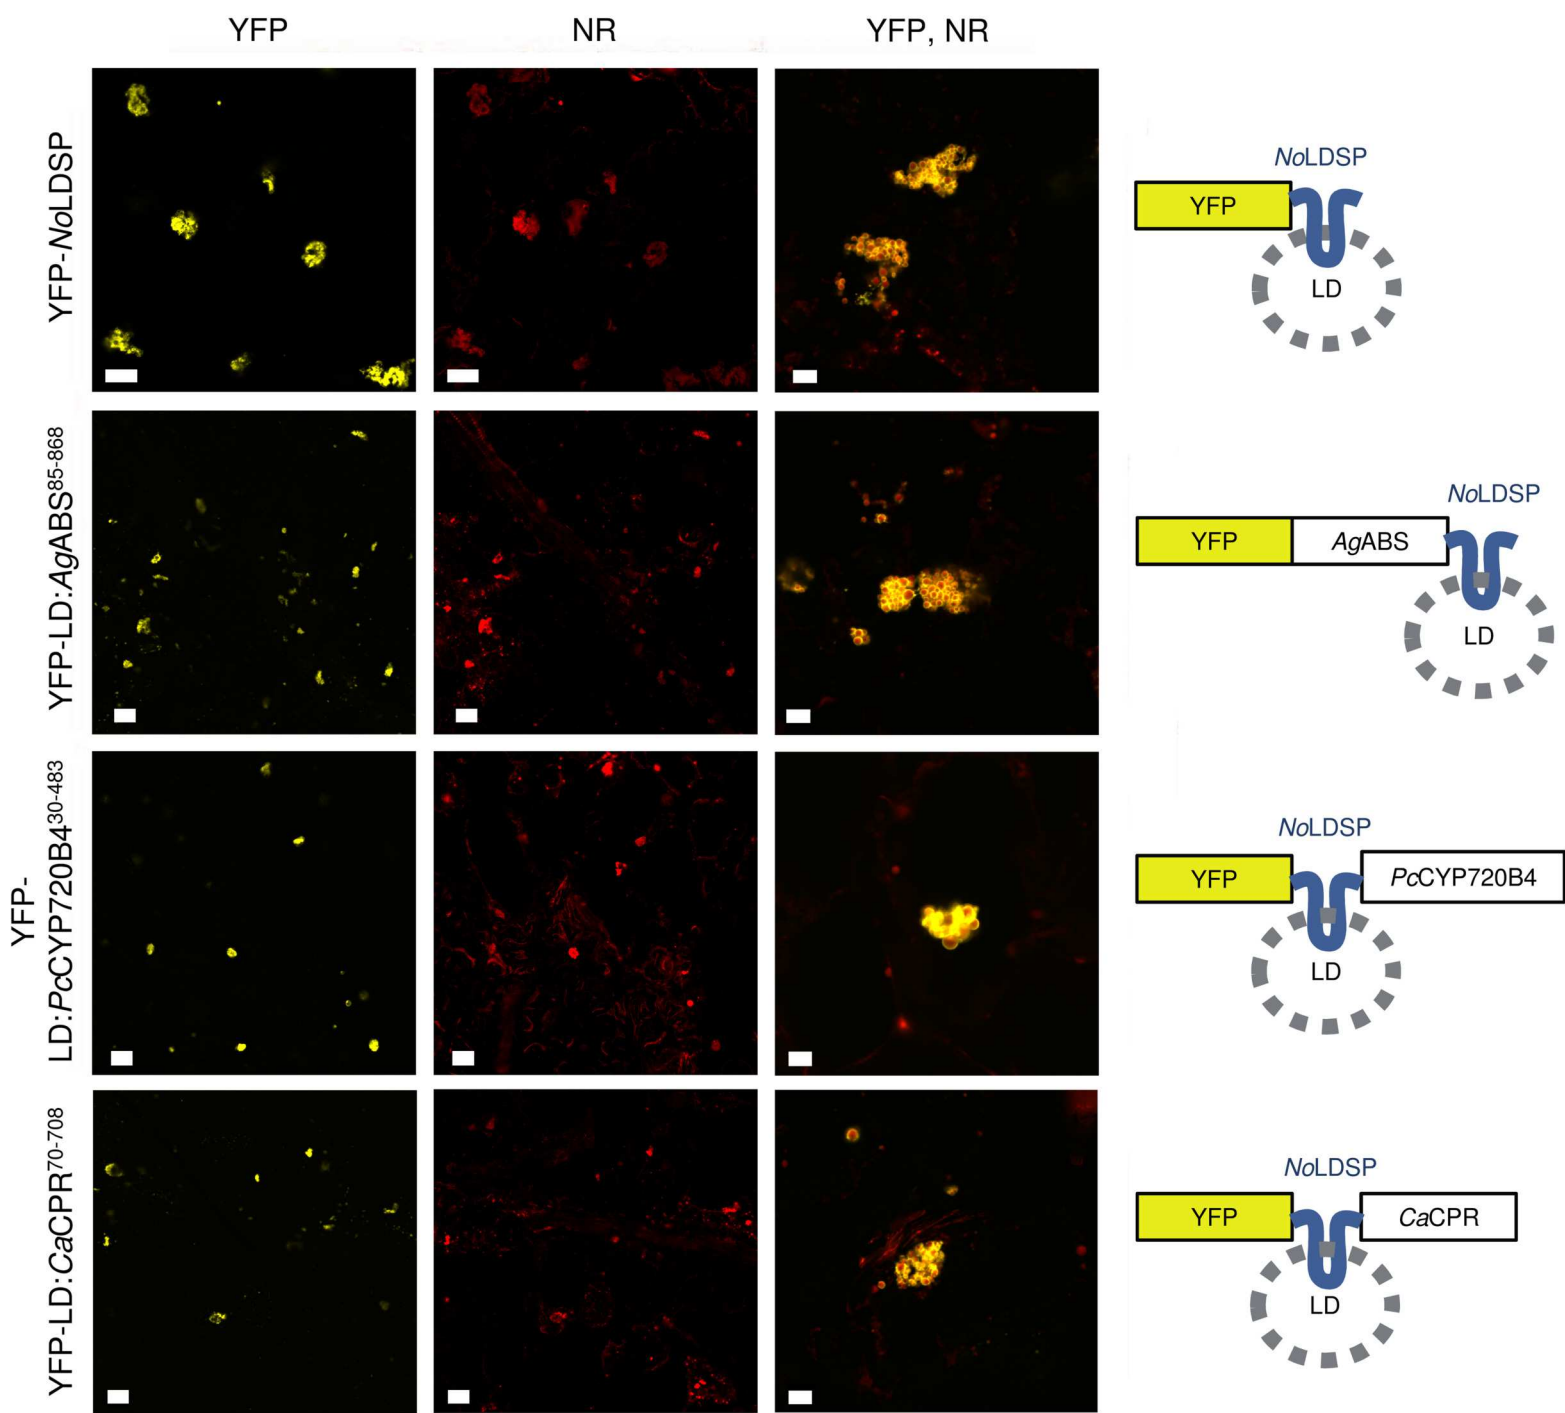 YFP
NR
YFP, NR
YFP-NoLDSP
NoLDSP
YFP
LD
YFP-LD:AgABS85-868
NoLDSP
YFP
AgABS
LD
YFP-
LD:PcCYP720B430-483
NoLDSP
YFP
PcCYP720B4
LD
YFP-LD:CaCPR70-708
NoLDSP
YFP
CaCPR
LD